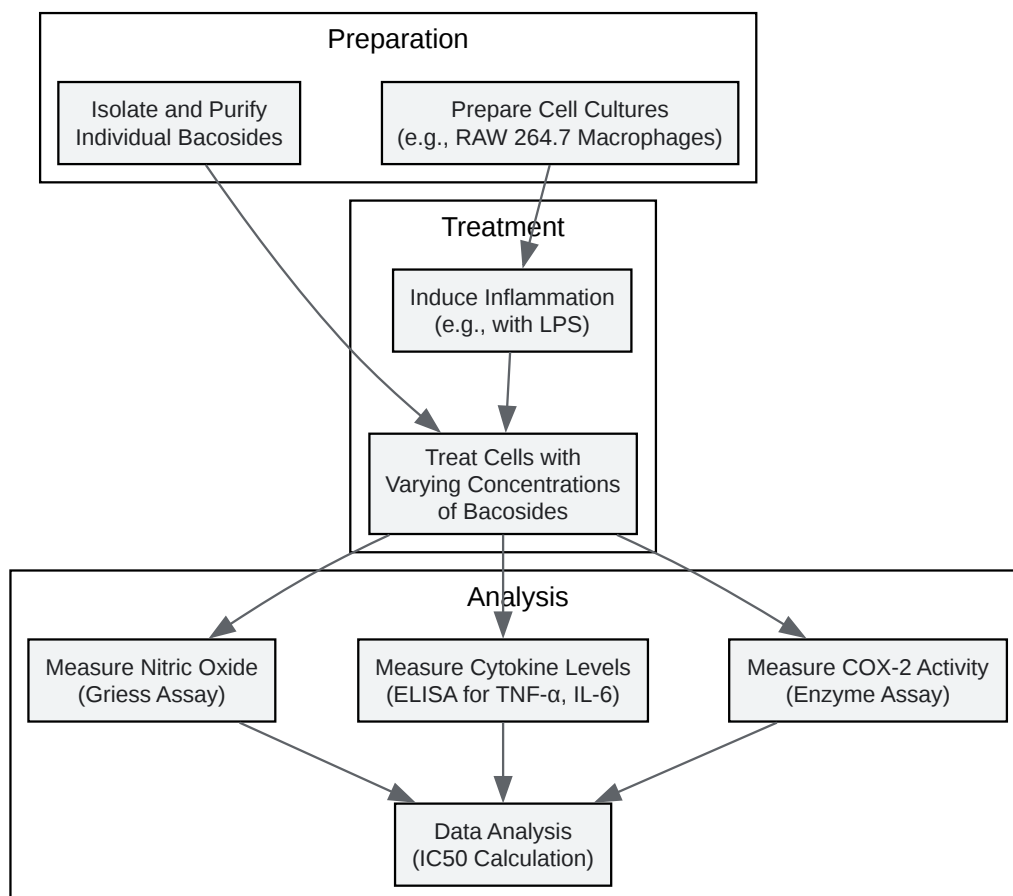 Preparation
Isolate and Purify
Individual Bacosides
Prepare Cell Cultures
(e.g., RAW 264.7 Macrophages)
Treatment
Induce Inflammation
(e.g., with LPS)
Treat Cells with
Varying Concentrations
of Bacosides
Analysis
Measure Nitric Oxide
(Griess Assay)
Measure Cytokine Levels
(ELISA for TNF-α, IL-6)
Measure COX-2 Activity
(Enzyme Assay)
Data Analysis
(IC50 Calculation)